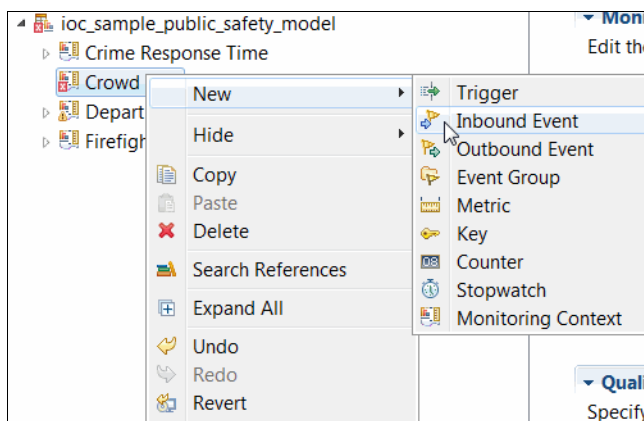 ioc_sample_public_safety_model
Moni
Crime Response Time
Edit the
Crowd
New
Trigger
Depart
Inbound Event
Hide
Firefigh
Outbound Event
Copy
Event Group
Paste
Metric
Delete
Key
Search References
Counter
Stopwatch
Expand All
Monitoring Context
Undo
Redo
Quali
Revert
Specify